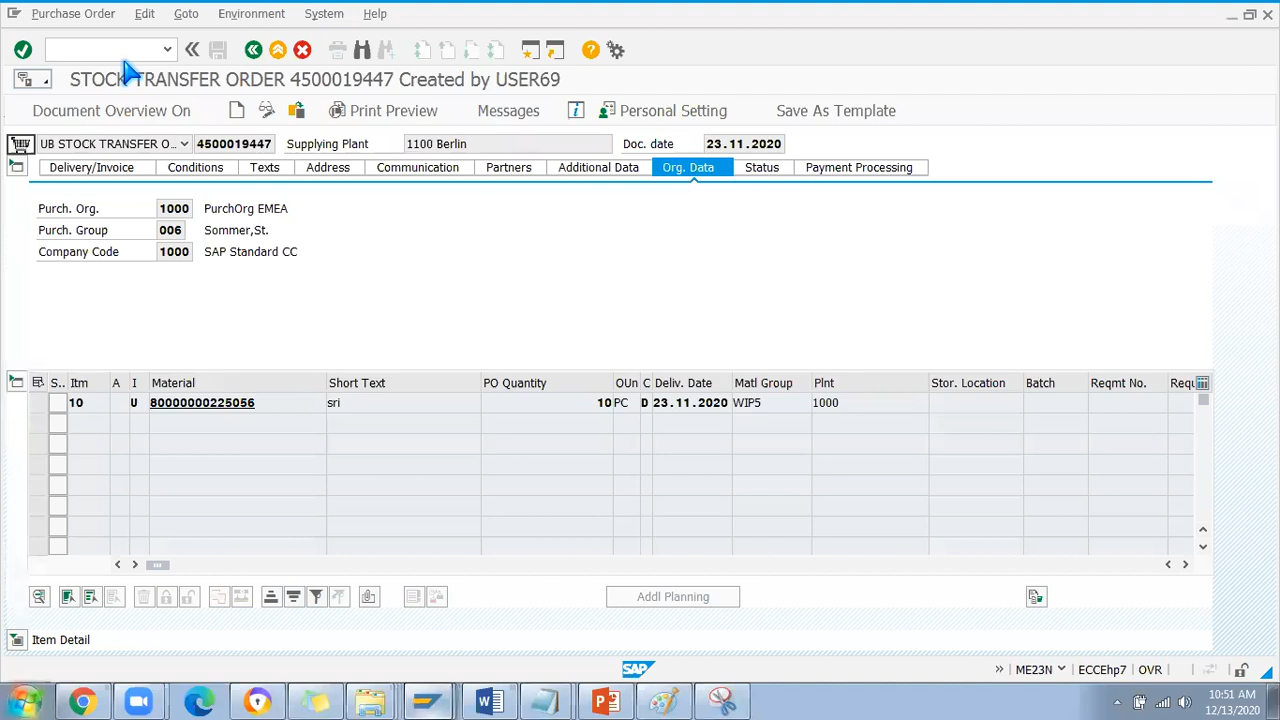 Purchase Order Edit Goto Environment System Help
STOCK TRANSFER ORDER 4500019447 Created by USER69
Document Overview On Print Preview Messages Personal Setting Save As Template
UB STOCK TRANSFER O... 4500019447 Supplying Plant 1100 Berlin Doc. date 23.11.2020
Delivery/Invoice Conditions Texts Address Communication Partners Additional Data Org. Data Status Payment Processing
Purch. Org. 1000 PurchOrg EMEA
Purch. Group 006 Sommer,St.
Company Code 1000 SAP Standard CC
S.. Itm A I Material Short Text PO Quantity OUn C Deliv. Date Matl Group Plnt Stor. Location Batch Reqmt No. Requ
10 U 80000000225056 sri 10 PC D 23.11.2020 WIP5 1000
Addl Planning
Item Detail
SAP ME23N ECCEhp7 OVR
10:51 AM
12/13/2020